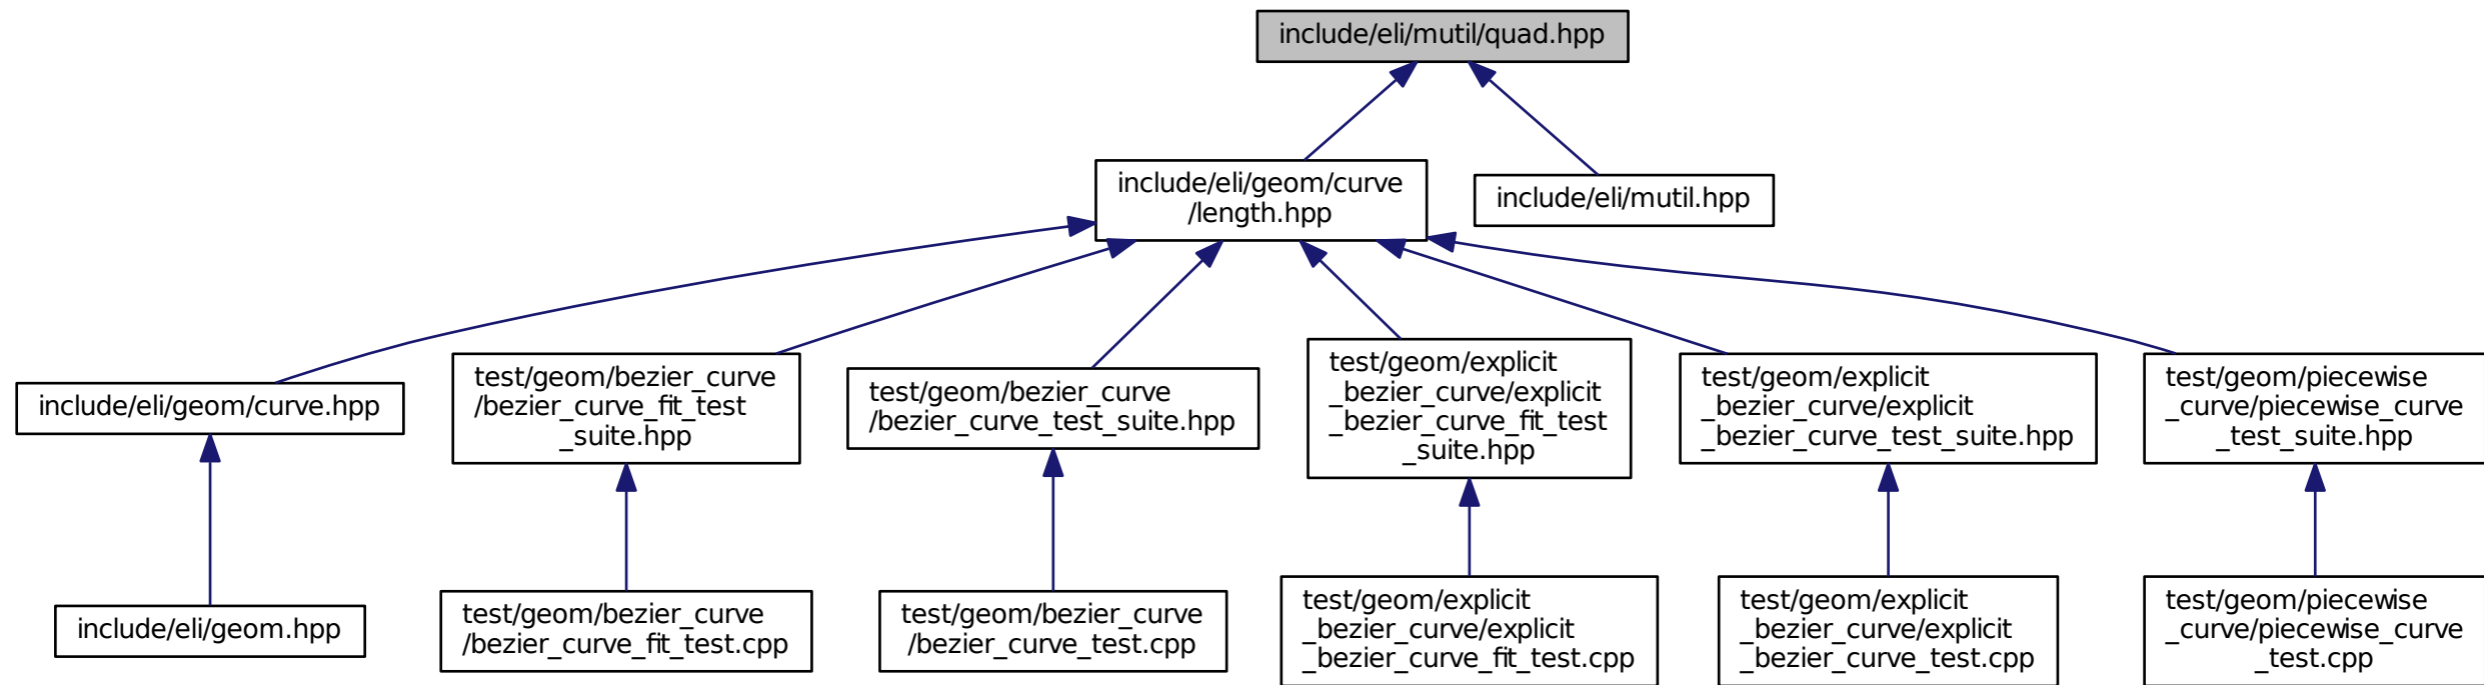 include/eli/mutil/quad.hpp
include/eli/geom/curve
/length.hpp
include/eli/mutil.hpp
include/eli/geom/curve.hpp
test/geom/bezier_curve
/bezier_curve_fit_test
_suite.hpp
test/geom/bezier_curve
/bezier_curve_test_suite.hpp
test/geom/explicit
_bezier_curve/explicit
_bezier_curve_fit_test
_suite.hpp
test/geom/explicit
_bezier_curve/explicit
_bezier_curve_test_suite.hpp
test/geom/piecewise
_curve/piecewise_curve
_test_suite.hpp
include/eli/geom.hpp
test/geom/bezier_curve
/bezier_curve_fit_test.cpp
test/geom/bezier_curve
/bezier_curve_test.cpp
test/geom/explicit
_bezier_curve/explicit
_bezier_curve_fit_test.cpp
test/geom/explicit
_bezier_curve/explicit
_bezier_curve_test.cpp
test/geom/piecewise
_curve/piecewise_curve
_test.cpp